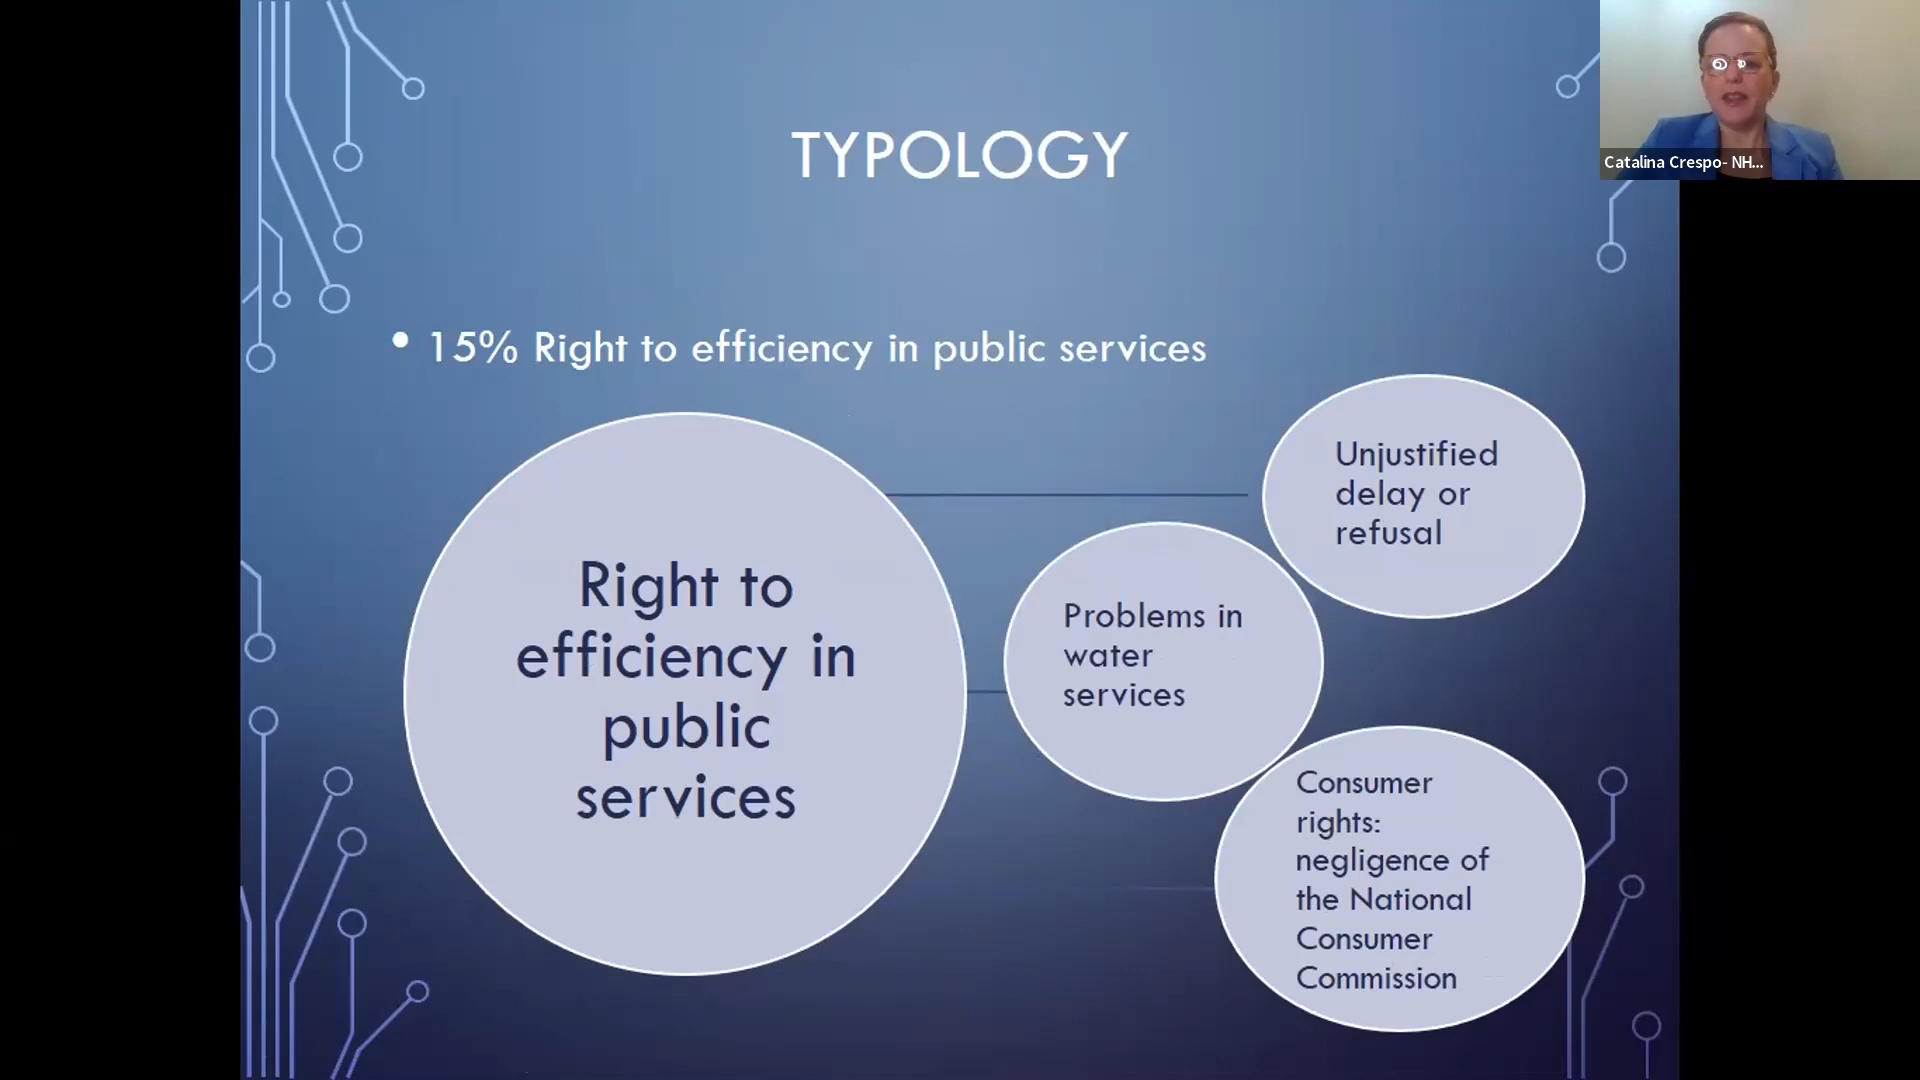 Catalina Crespo- NH...
TYPOLOGY
• 15% Right to efficiency in public services
Right to
efficiency in
public
services
Unjustified
delay or
refusal
Problems in
water
services
Consumer
rights:
negligence of
the National
Consumer
Commission